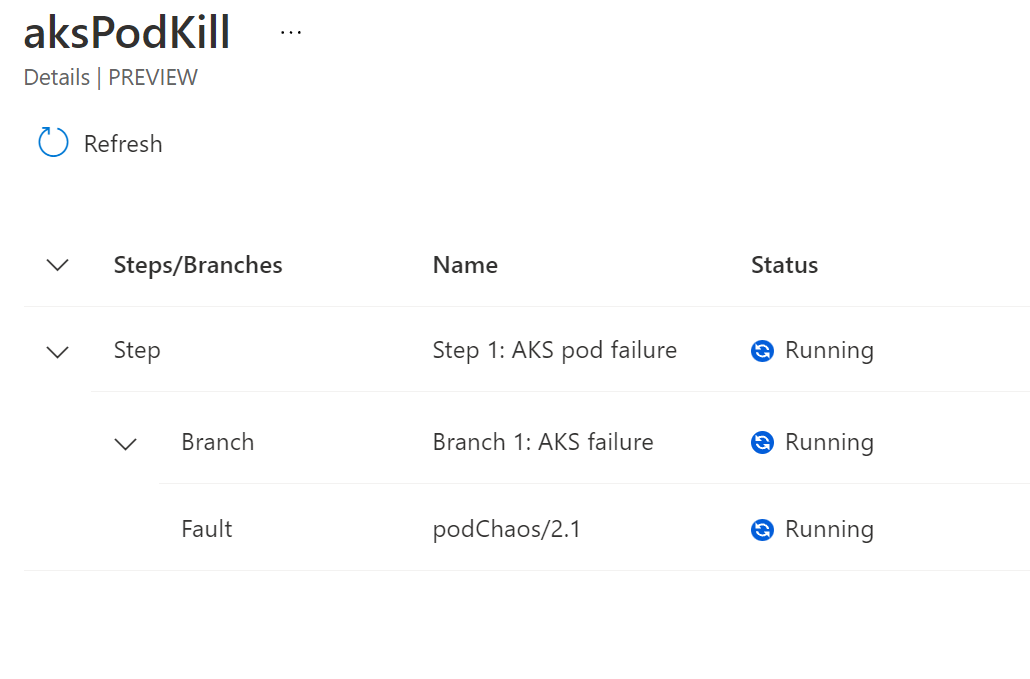 aksPodKill ...
Details | PREVIEW
Refresh
Steps/Branches Name Status
Step Step 1: AKS pod failure Running
Branch Branch 1: AKS failure Running
Fault podChaos/2.1 Running